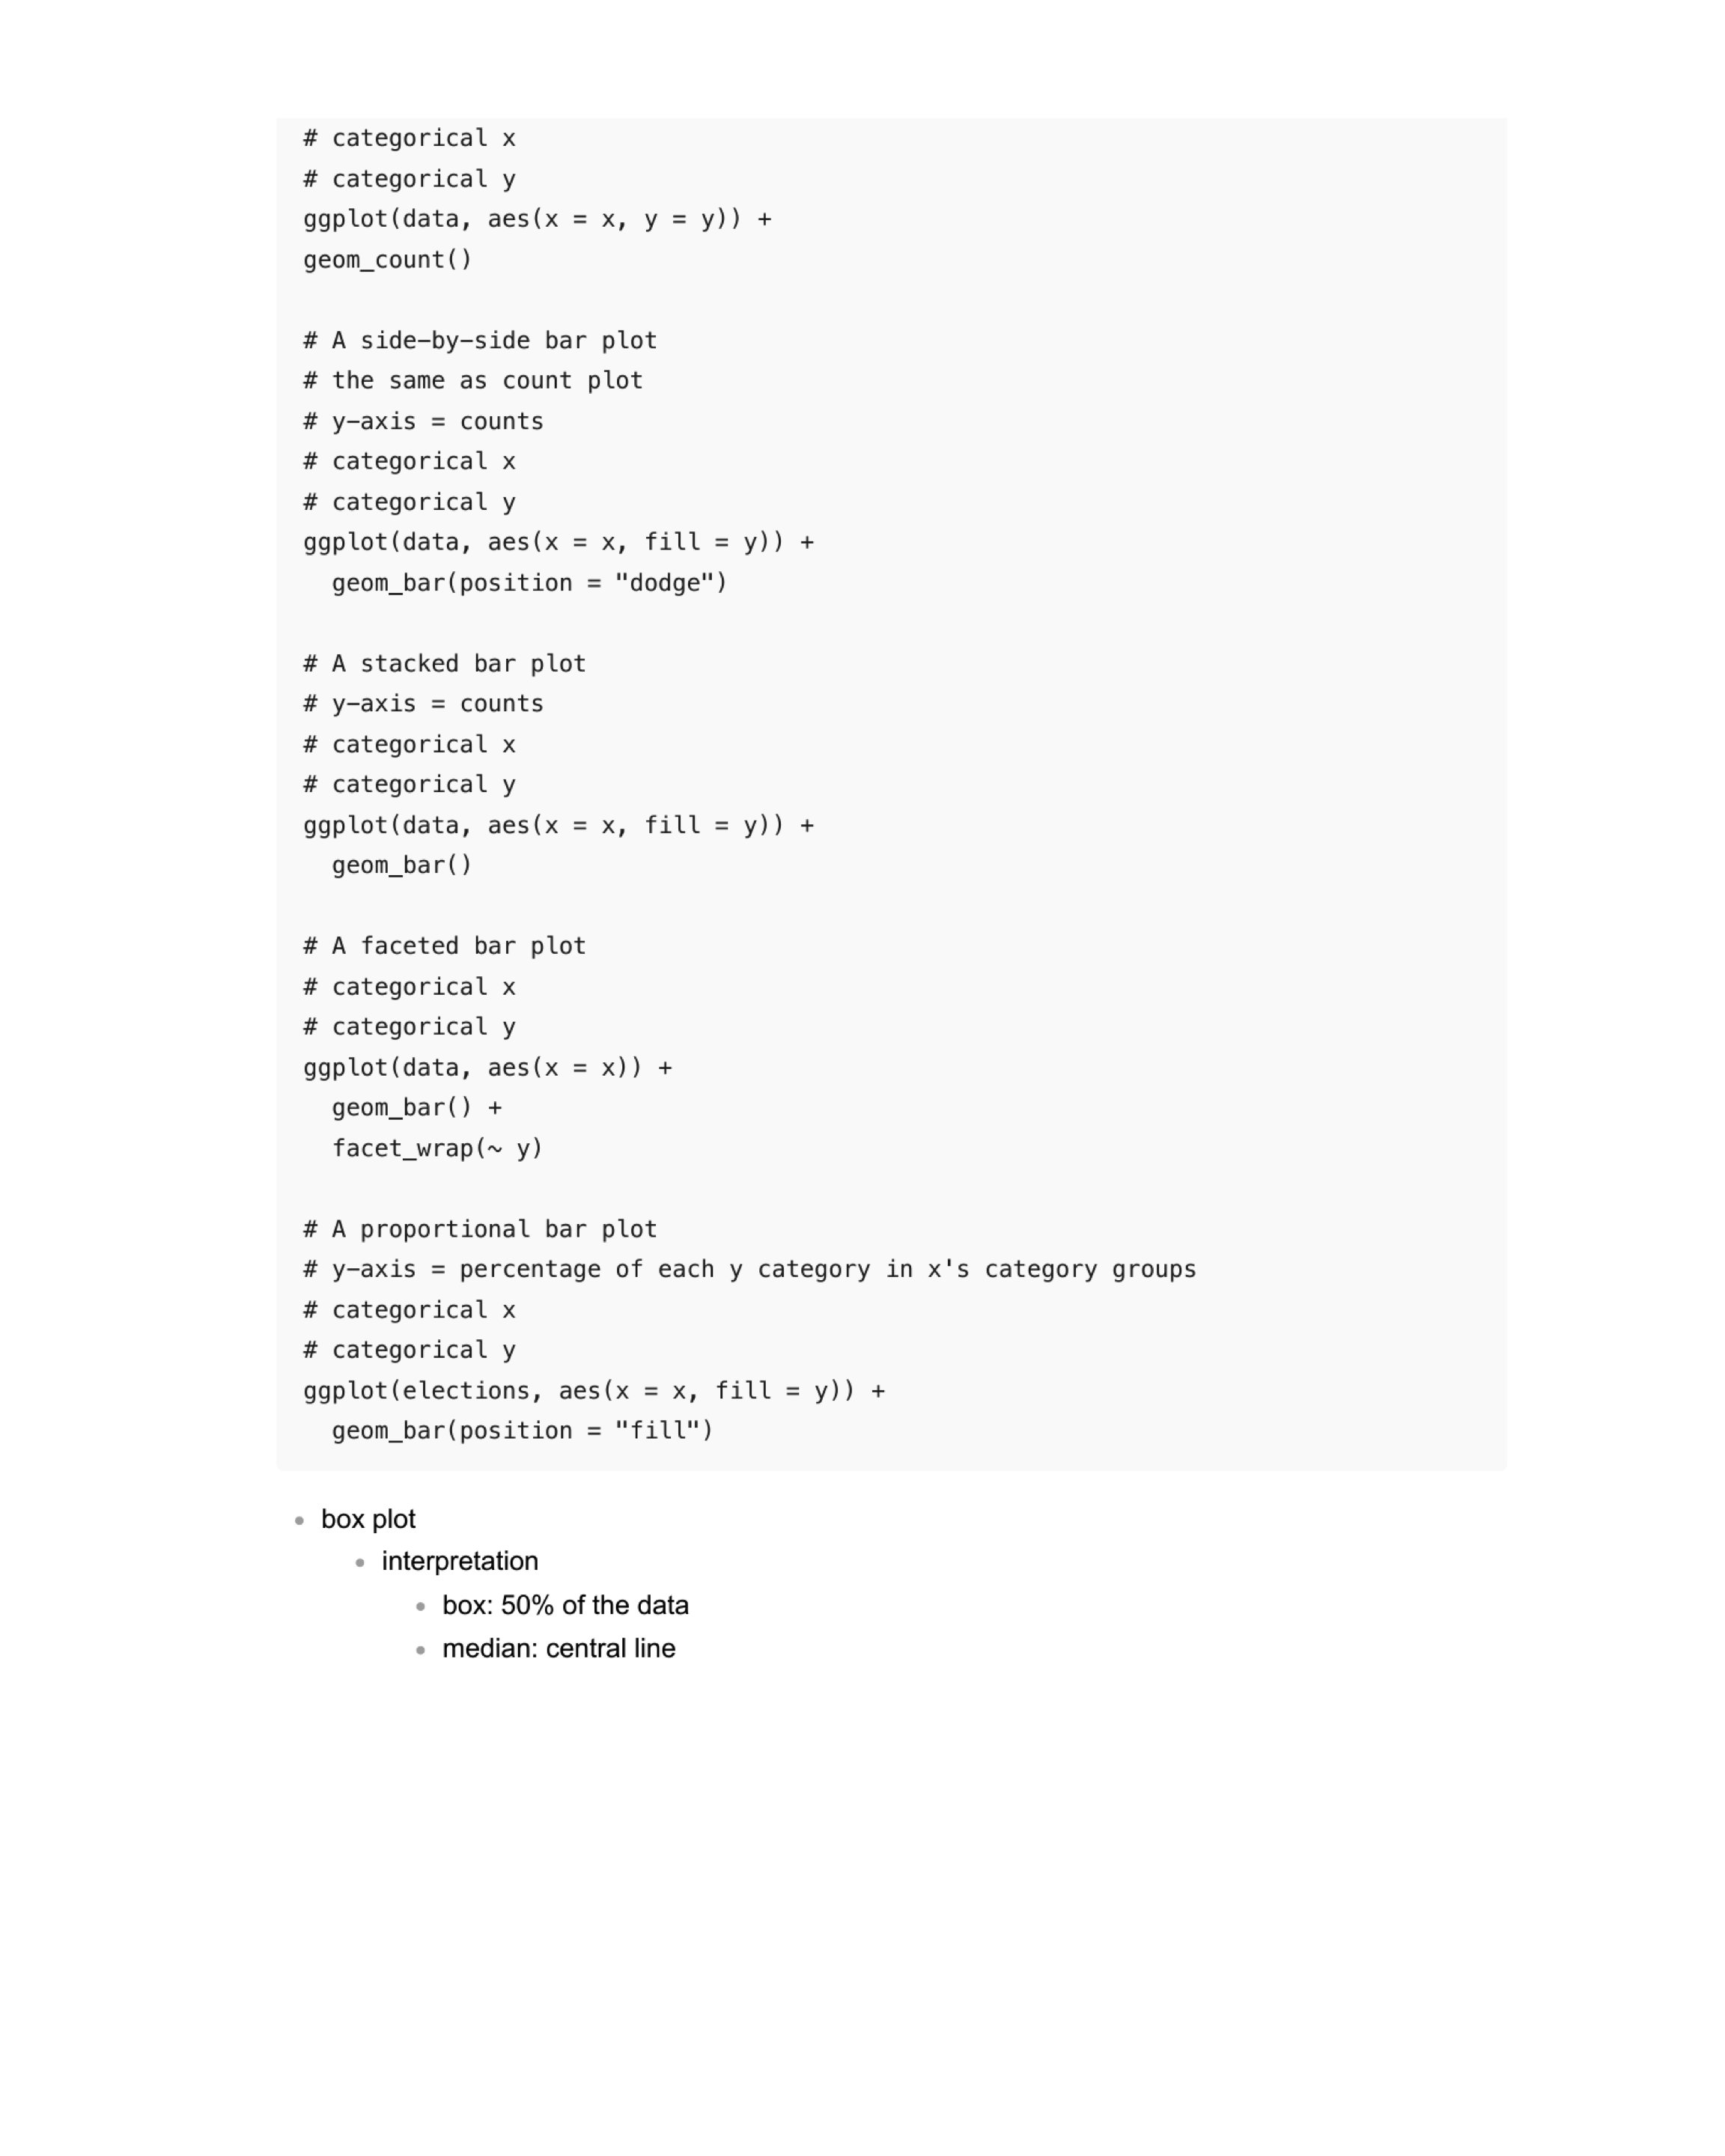 # categorical x
# categorical y
ggplot(data, aes(x = x, y = y)) +
geom_count()
# A side-by-side bar plot
# the same as count plot
# y-axis = counts
# categorical x
# categorical y
ggplot(data, aes(x = x, fill = y)) +
  geom_bar(position = "dodge")
# A stacked bar plot
# y-axis = counts
# categorical x
# categorical y
ggplot(data, aes(x = x, fill = y)) +
  geom_bar()
# A faceted bar plot
# categorical x
# categorical y
ggplot(data, aes(x = x)) +
  geom_bar() +
  facet_wrap(~ y)
# A proportional bar plot
# y-axis = percentage of each y category in x's category groups
# categorical x
# categorical y
ggplot(elections, aes(x = x, fill = y)) +
  geom_bar(position = "fill")
• box plot
• interpretation
• box: 50% of the data
• median: central line